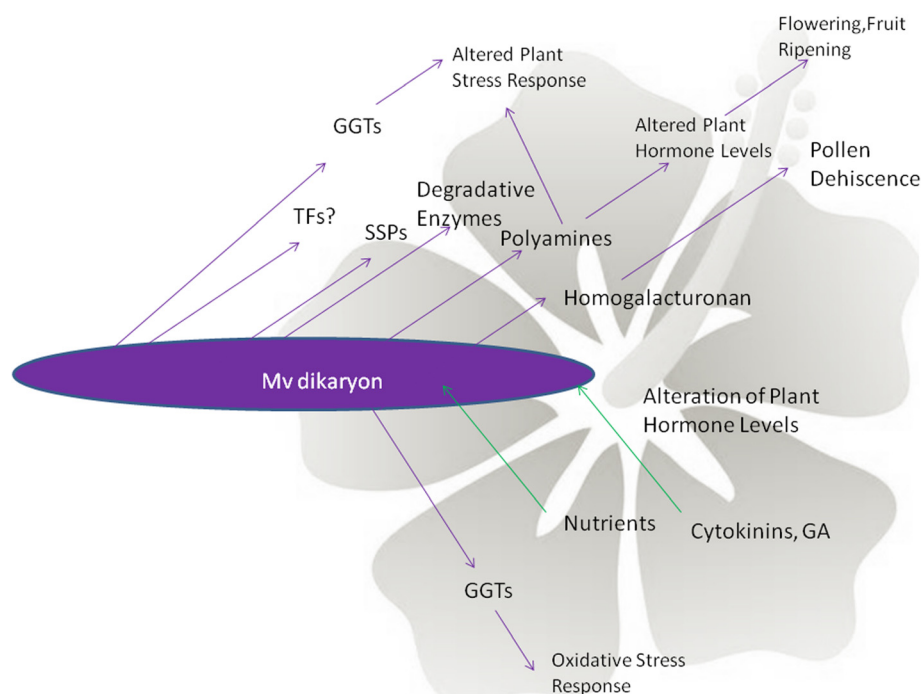 Flowering,Fruit
Ripening
Altered Plant
Stress Response
GGTs
Altered Plant
Hormone Levels
Pollen
Dehiscence
Degradative
Enzymes
TFs?
SSPs
Polyamines
Homogalacturonan
Mv dikaryon
Alteration of Plant
Hormone Levels
Nutrients
Cytokinins, GA
GGTs
Oxidative Stress
Response